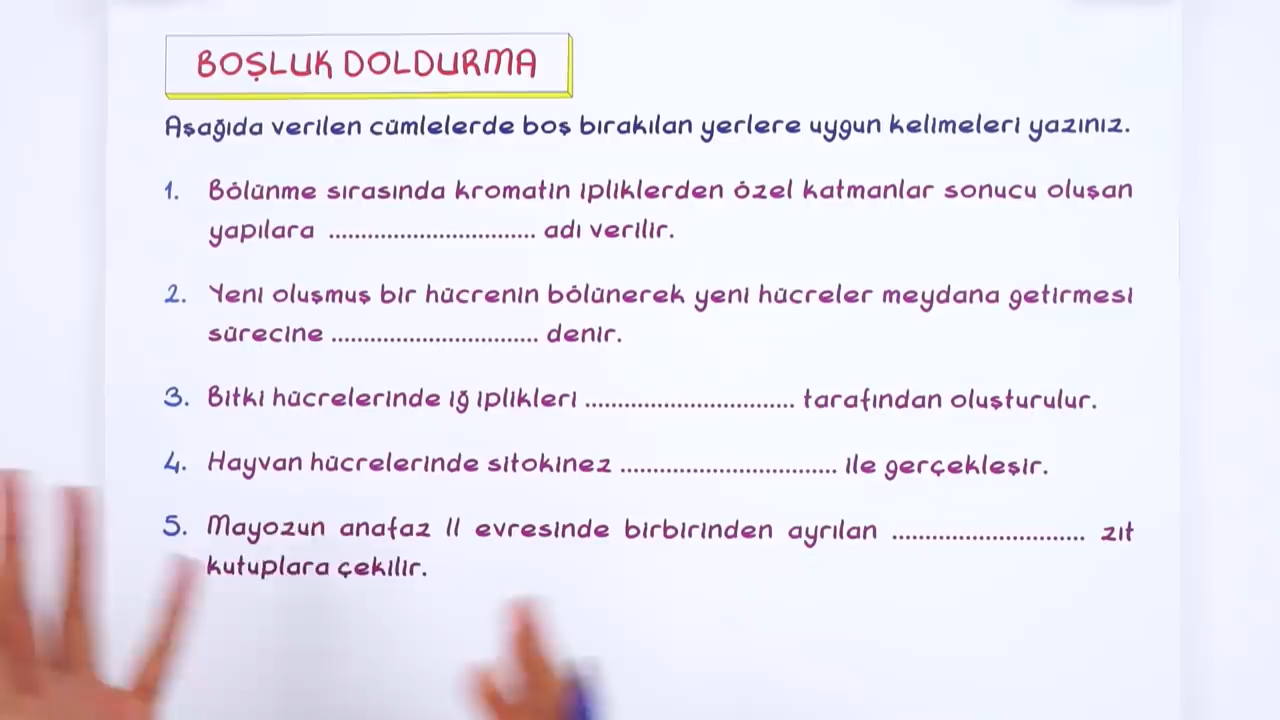 BOŞLUK DOLDURMA
Aşağıda verilen cümlelerde boş bırakılan yerlere uygun kelimeleri yazınız.
1. Bölünme sırasında kromatin ipliklerden özel katmanlar sonucu oluşan
yapılara ................................ adı verilir.
2. Yeni oluşmuş bir hücrenin bölünerek yeni hücreler meydana getirmesi
sürecine ................................ denir.
3. Bitki hücrelerinde iğ iplikleri ................................ tarafından oluşturulur.
4. Hayvan hücrelerinde sitokinez ................................. ile gerçekleşir.
5. Mayozun anafaz II evresinde birbirinden ayrılan ............................. zıt
kutuplara çekilir.